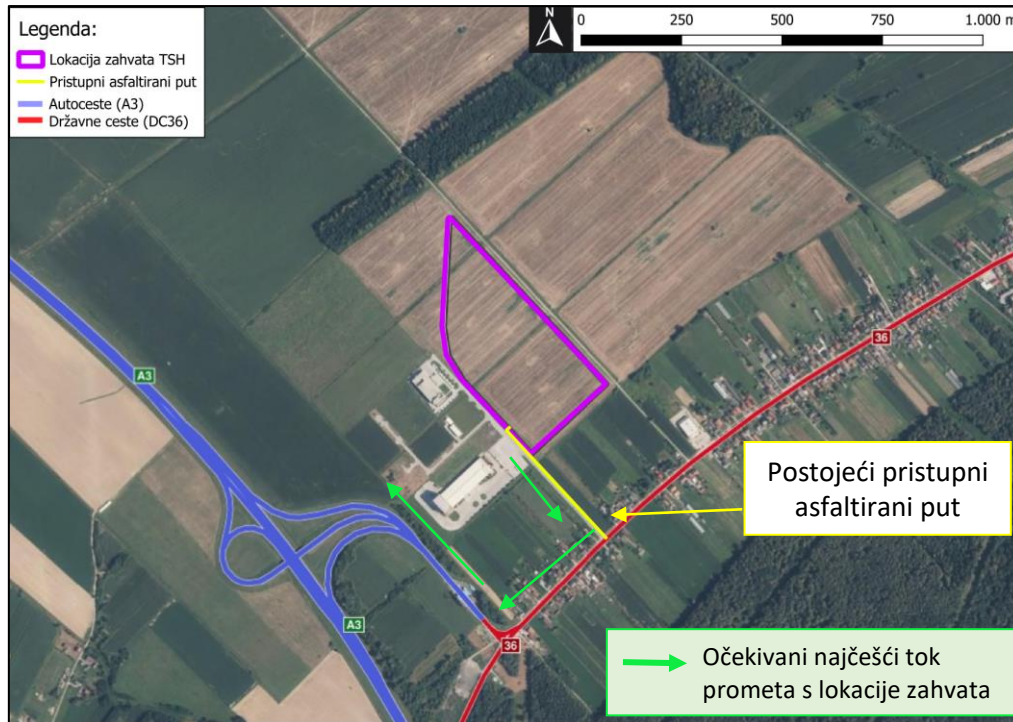 Legenda:
Lokacija zahvata TSH
Pristupni asfaltirani put
Autoceste (A3)
Državne ceste (DC36)
N
0 250 500 750 1.000 m
36
A3
Postojeći pristupni
asfaltirani put
A3
36
Očekivani najčešći tok
prometa s lokacije zahvata